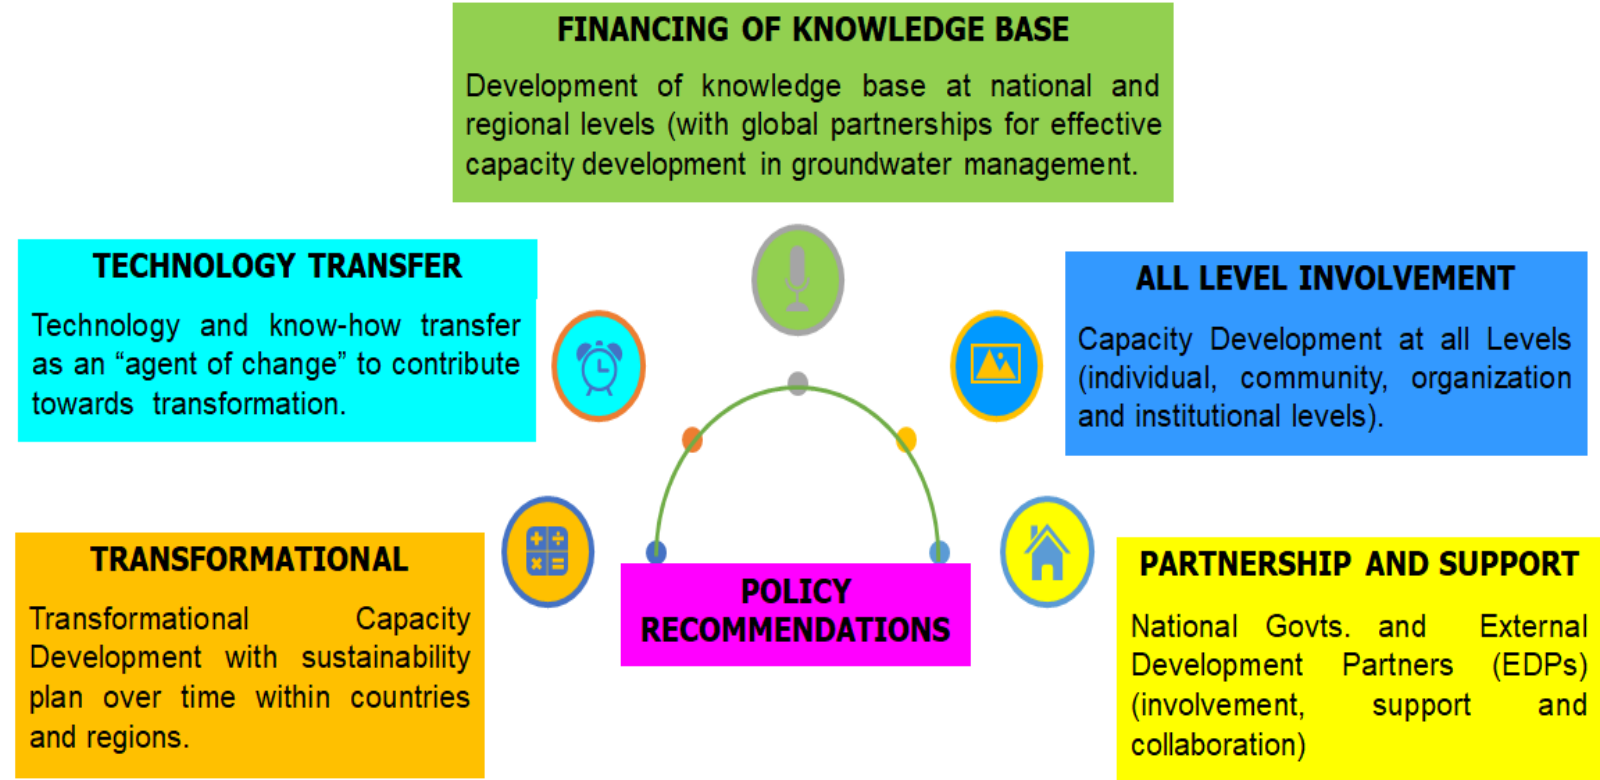 FINANCING OF KNOWLEDGE BASE
Development of knowledge base at national and
regional levels (with global partnerships for effective
capacity development in groundwater management.
TECHNOLOGY TRANSFER
Technology and know-how transfer
as an “agent of change” to contribute
towards transformation.
ALL LEVEL INVOLVEMENT
Capacity Development at all Levels
(individual, community, organization
and institutional levels).
TRANSFORMATIONAL
Transformational Capacity
Development with sustainability
plan over time within countries
and regions.
POLICY
RECOMMENDATIONS
PARTNERSHIP AND SUPPORT
National Govts. and External
Development Partners (EDPs)
(involvement, support and
collaboration)